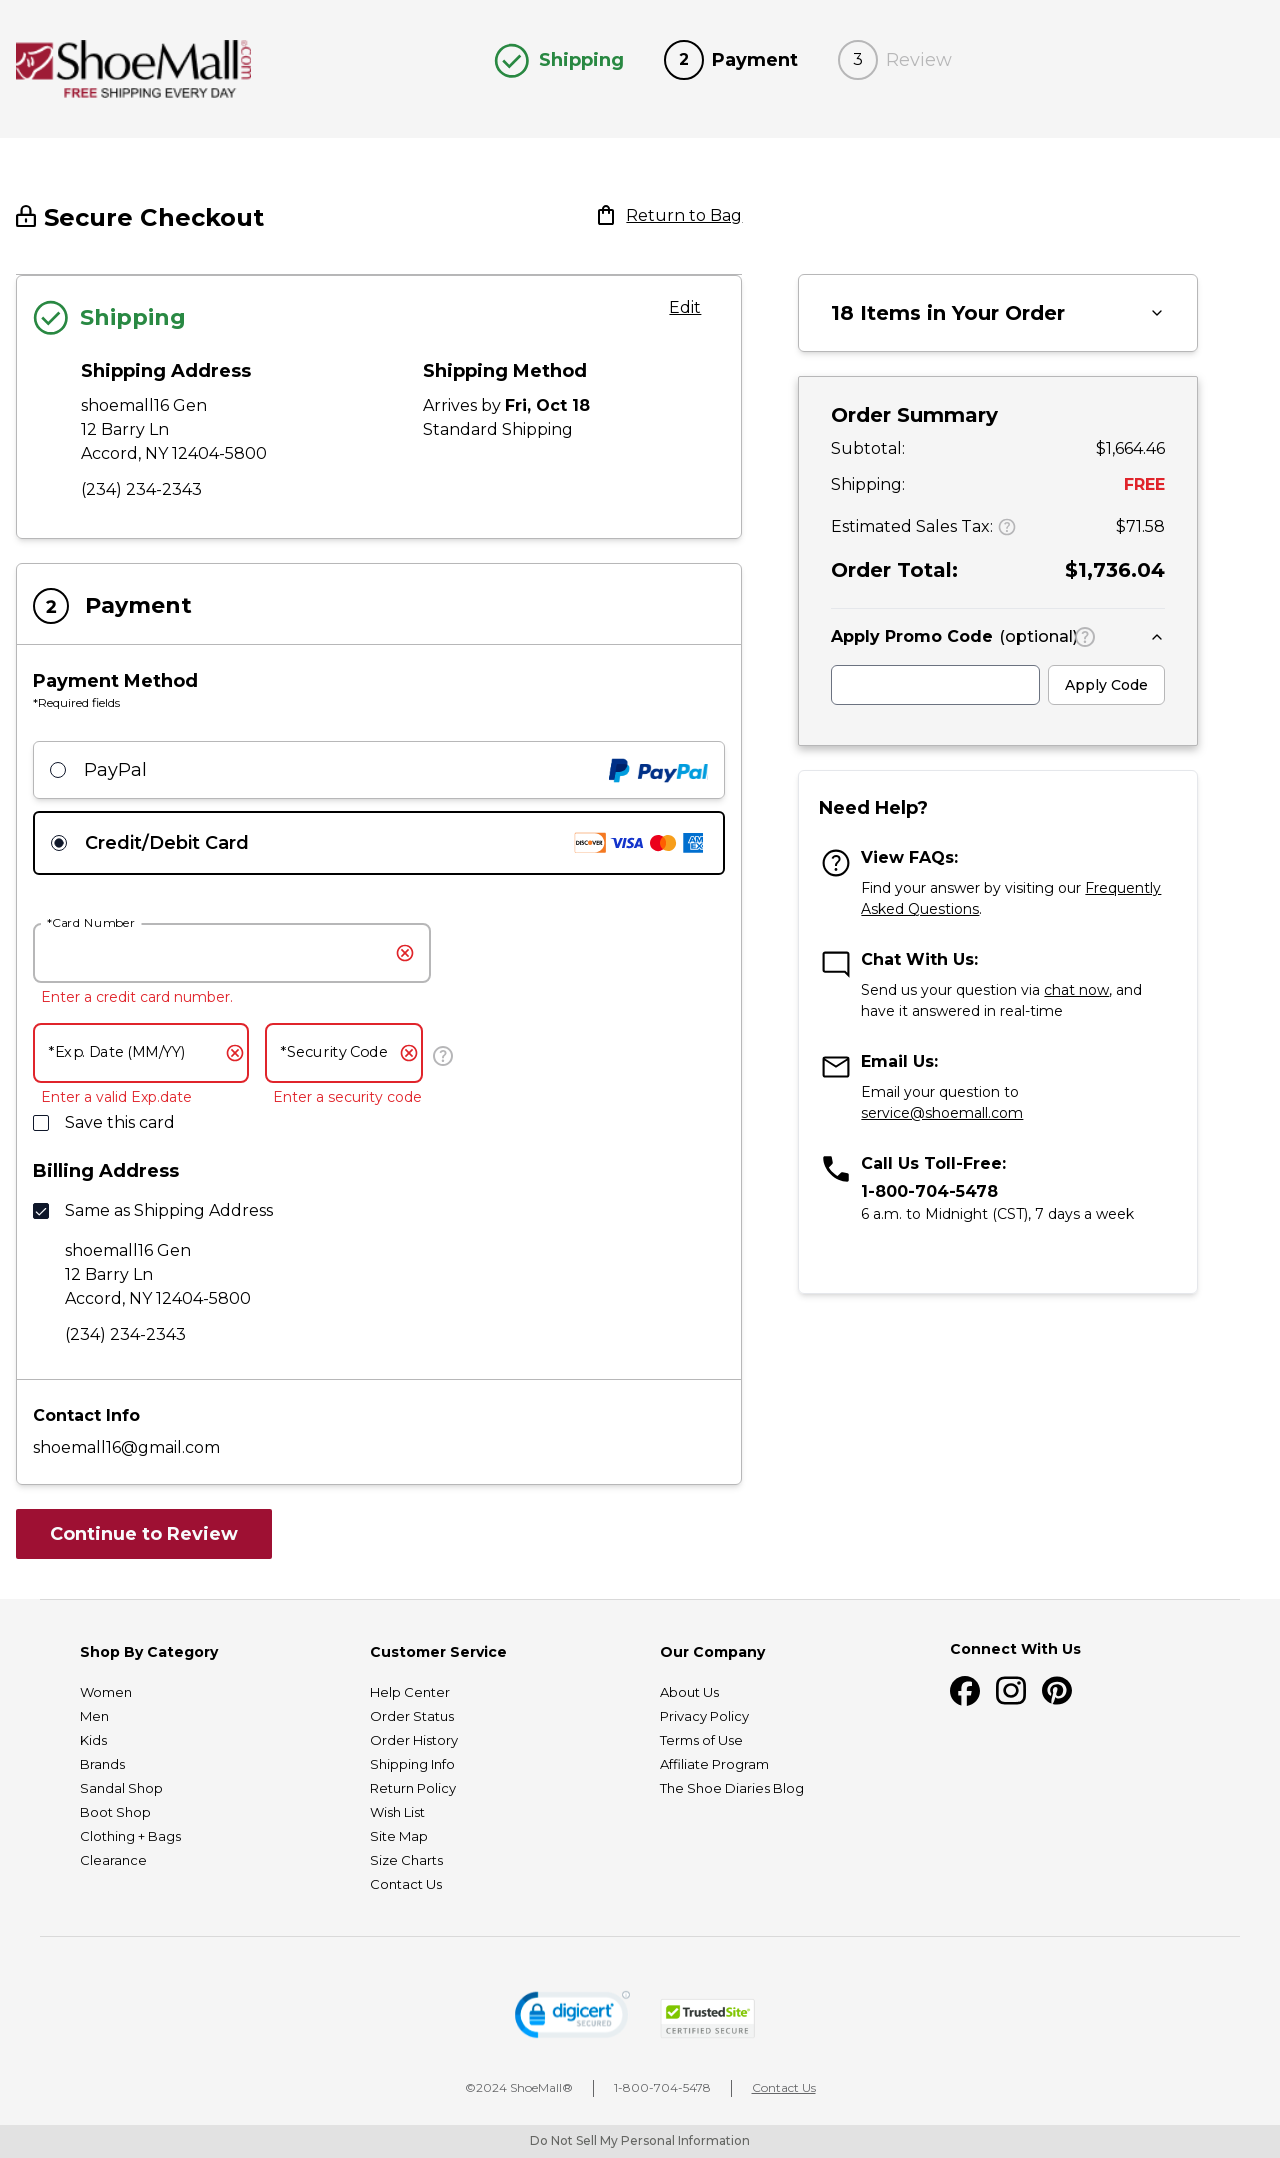 ShoeMall.com
FREE SHIPPING EVERY DAY
Shipping
2 Payment
3 Review
Secure Checkout
Return to Bag
Shipping
Edit
Shipping Address
shoemall16 Gen
12 Barry Ln
Accord, NY 12404-5800
(234) 234-2343
Shipping Method
Arrives by Fri, Oct 18
Standard Shipping
2 Payment
Payment Method
*Required fields
PayPal
PayPal
Credit/Debit Card
DISCOVER VISA AMEX
*Card Number
Enter a credit card number.
*Exp. Date (MM/YY)
Enter a valid Exp.date
*Security Code
?
Enter a security code
Save this card
Billing Address
Same as Shipping Address
shoemall16 Gen
12 Barry Ln
Accord, NY 12404-5800
(234) 234-2343
Contact Info
shoemall16@gmail.com
Continue to Review
18 Items in Your Order
Order Summary
Subtotal: $1,664.46
Shipping: FREE
Estimated Sales Tax: ? $71.58
Order Total: $1,736.04
Apply Promo Code (optional) ?
Apply Code
Need Help?
? View FAQs:
Find your answer by visiting our Frequently
Asked Questions.
Chat With Us:
Send us your question via chat now, and
have it answered in real-time
Email Us:
Email your question to
service@shoemall.com
Call Us Toll-Free:
1-800-704-5478
6 a.m. to Midnight (CST), 7 days a week
Shop By Category
Women
Men
Kids
Brands
Sandal Shop
Boot Shop
Clothing + Bags
Clearance
Customer Service
Help Center
Order Status
Order History
Shipping Info
Return Policy
Wish List
Site Map
Size Charts
Contact Us
Our Company
About Us
Privacy Policy
Terms of Use
Affiliate Program
The Shoe Diaries Blog
Connect With Us
digicert
SECURED
TrustedSite
CERTIFIED SECURE
©2024 ShoeMall®
1-800-704-5478
Contact Us
Do Not Sell My Personal Information